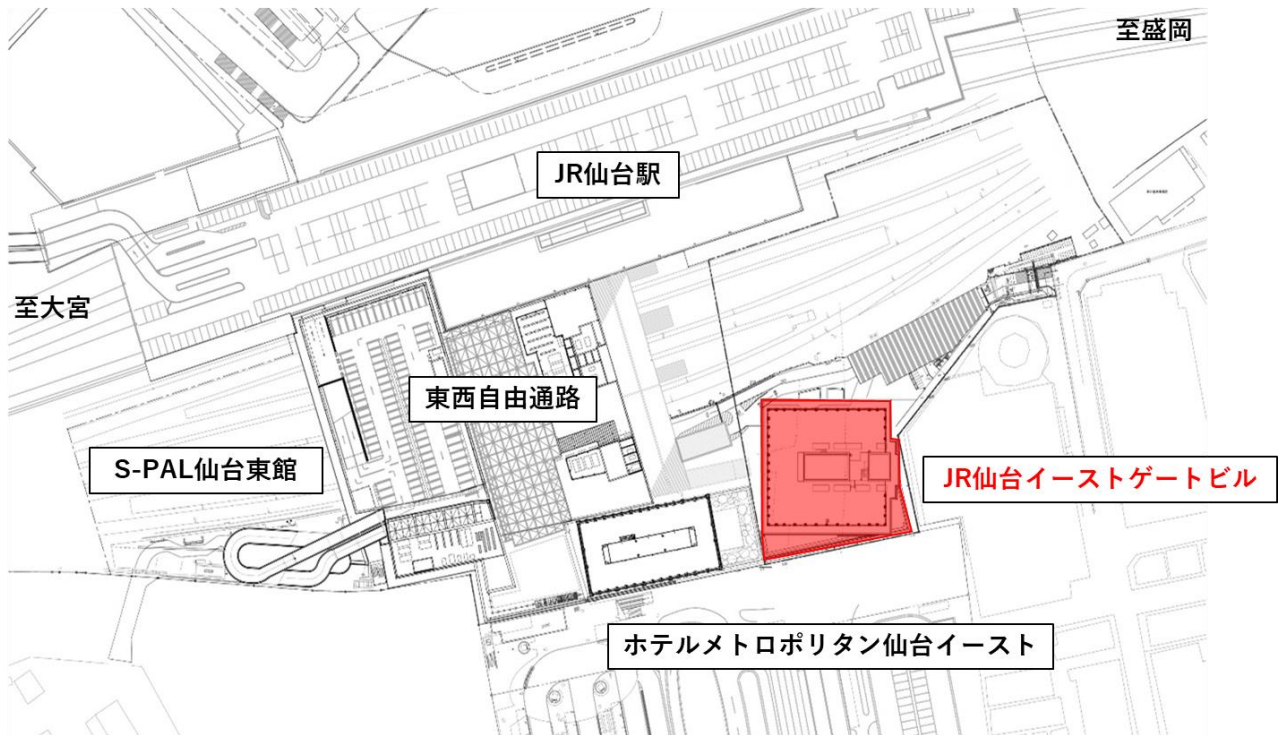 至盛岡
JR仙台駅
至大宮
東西自由通路
S-PAL仙台東館
JR仙台イーストゲートビル
ホテルメトロポリタン仙台イースト